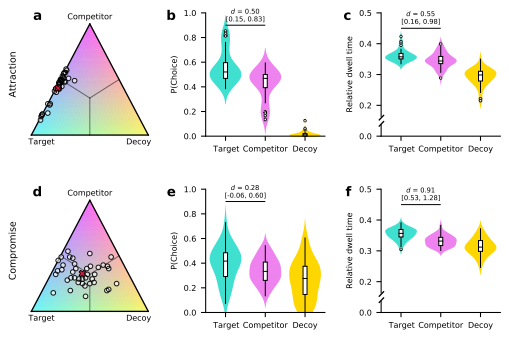 a
Competitor
Attraction
Target
Decoy
b
d = 0.50
[0.15, 0.83]
P(Choice)
1.0
0.8
0.6
0.4
0.2
0.0
Target
Competitor
Decoy
c
d = 0.55
[0.16, 0.98]
Relative dwell time
0.5
0.4
0.3
0.2
0.0
Target
Competitor
Decoy
d
Competitor
Compromise
Target
Decoy
e
d = 0.28
[-0.06, 0.60]
P(Choice)
1.0
0.8
0.6
0.4
0.2
0.0
Target
Competitor
Decoy
f
d = 0.91
[0.53, 1.28]
Relative dwell time
0.5
0.4
0.3
0.2
0.0
Target
Competitor
Decoy